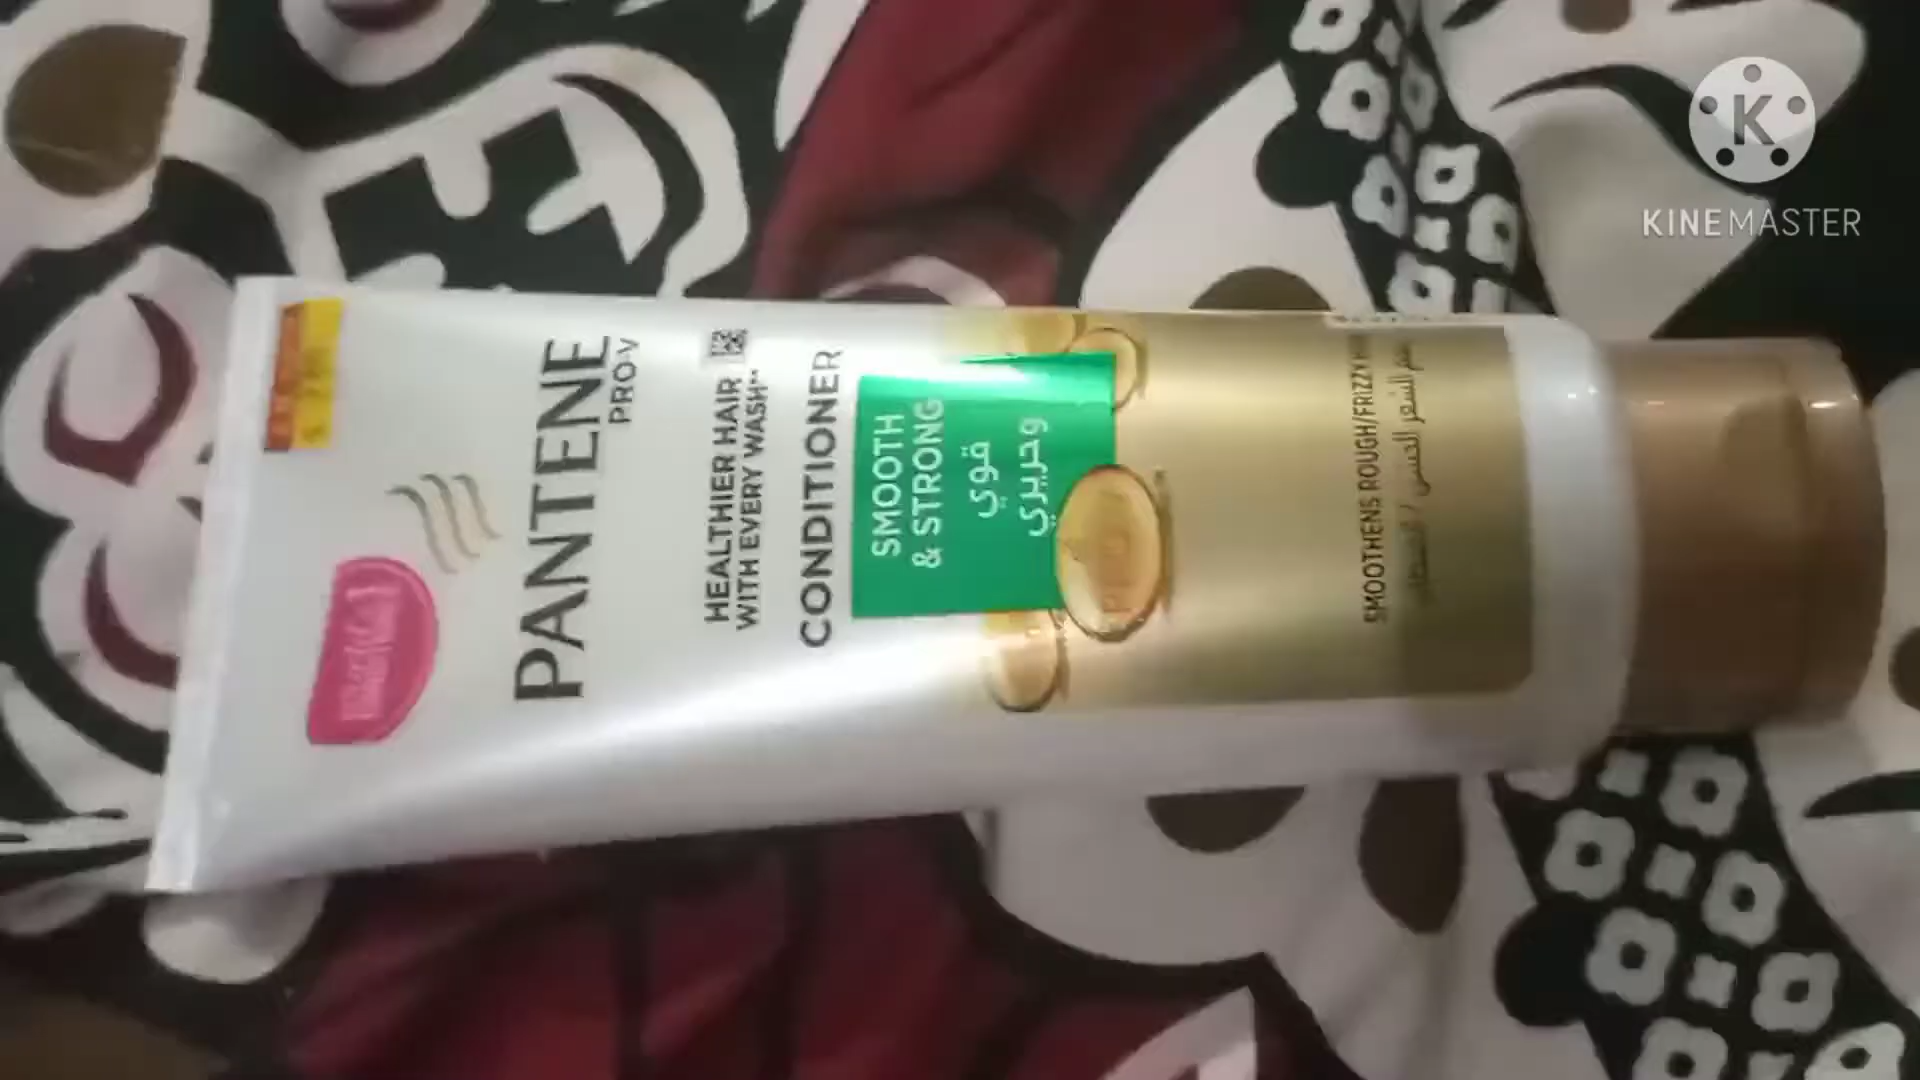 PANTENE
PRO-V
HEALTHIER HAIR
WITH EVERY WASH**
CONDITIONER
SMOOTH
& STRONG
قوي
وحريري
SMOOTHENS ROUGH/FRIZZY
K
KINEMASTER